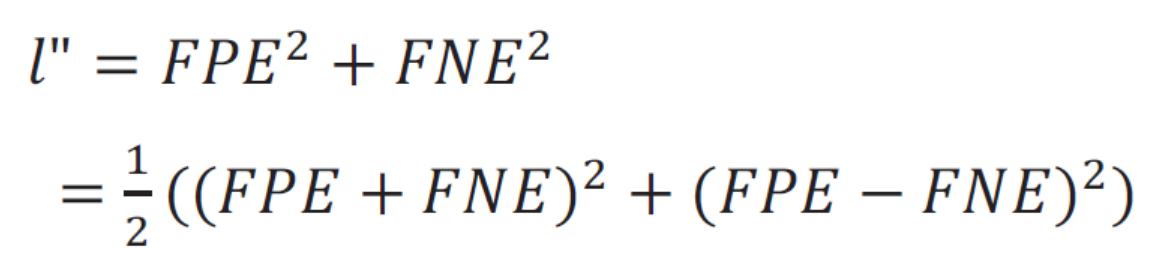 l" = FPE² + FNE²
= ½ ((FPE + FNE)² + (FPE − FNE)²)